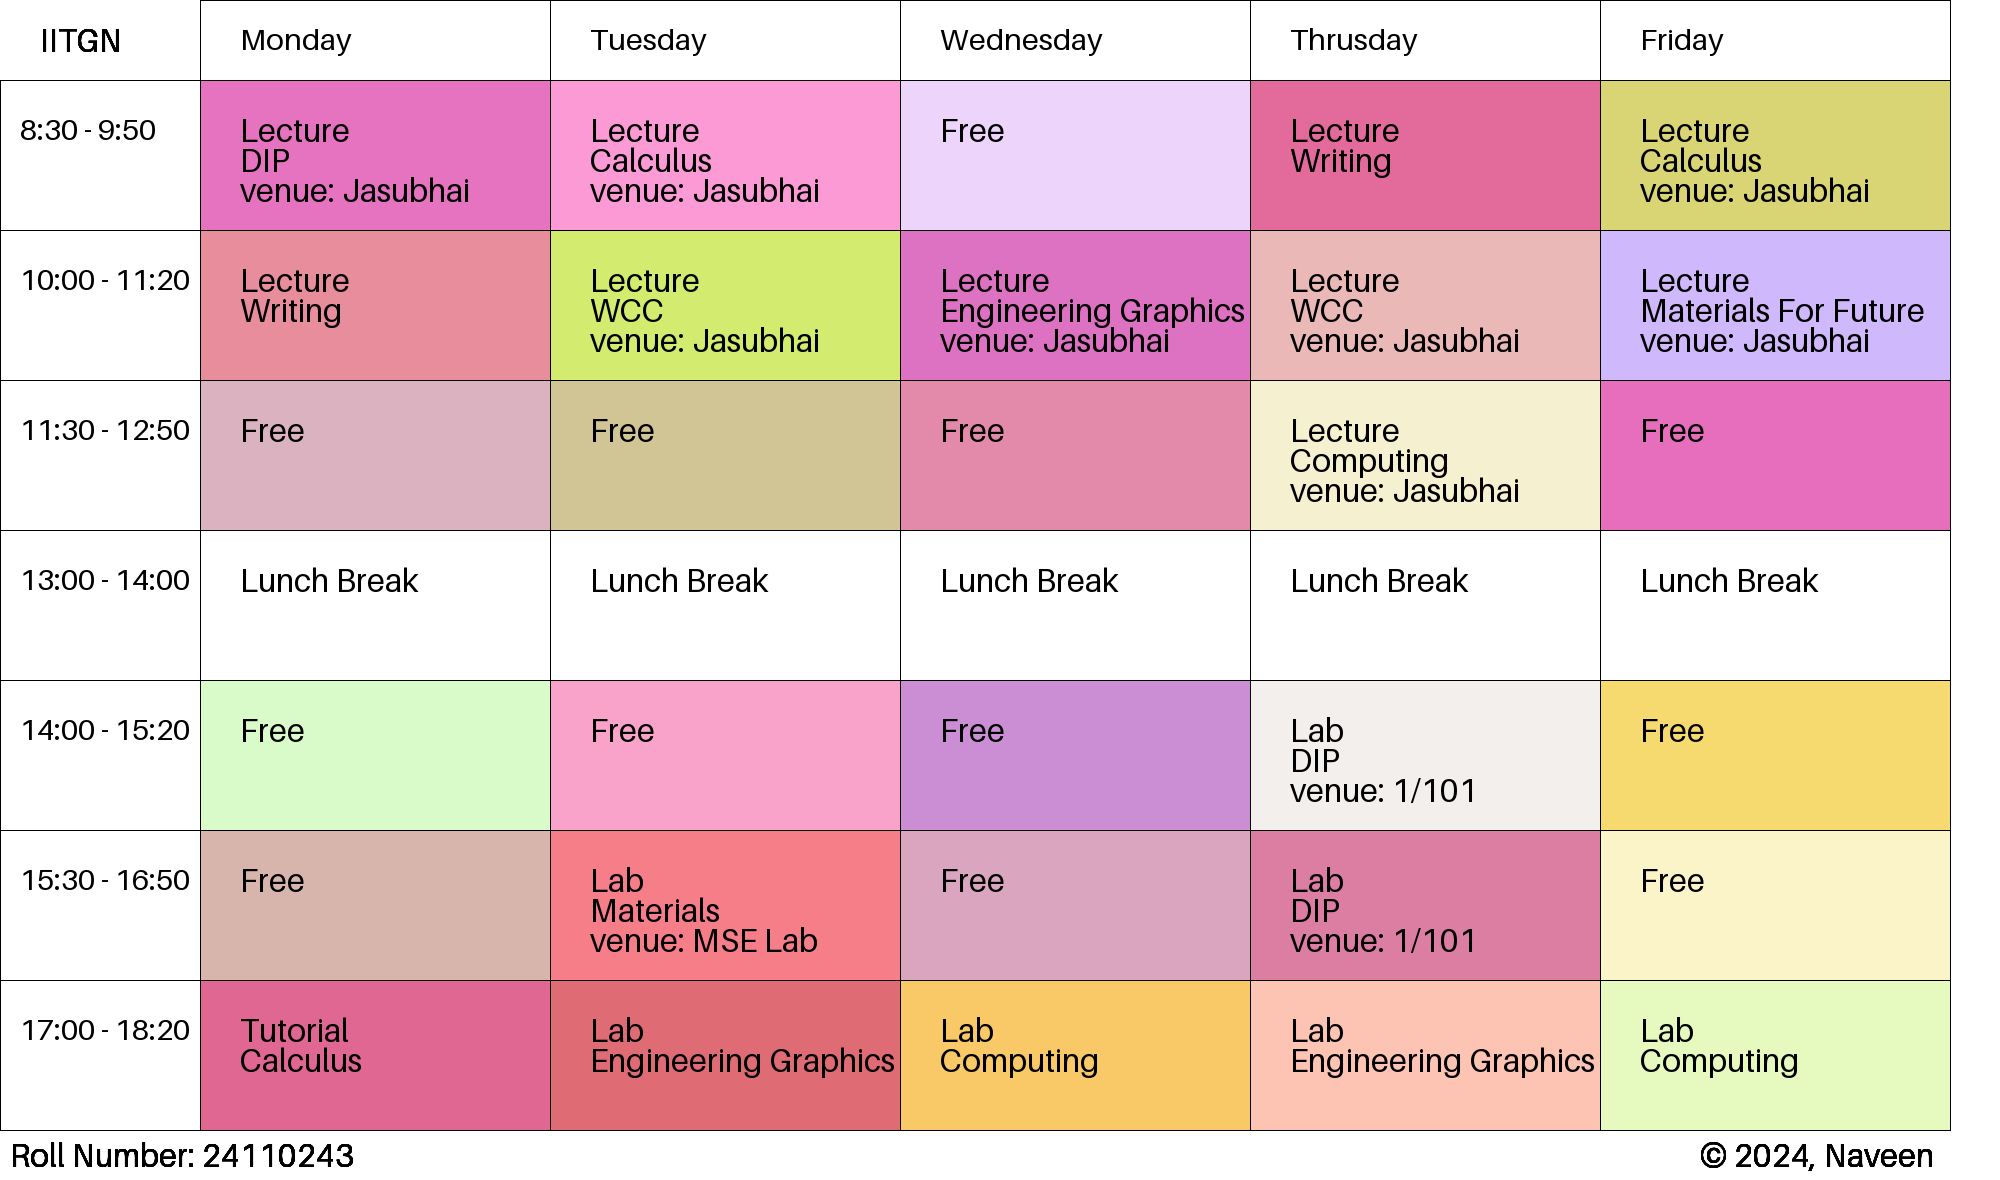 IITGN Monday Tuesday Wednesday Thrusday Friday
8:30 - 9:50
Lecture
DIP
venue: Jasubhai
Lecture
Calculus
venue: Jasubhai
Free
Lecture
Writing
Lecture
Calculus
venue: Jasubhai
10:00 - 11:20
Lecture
Writing
Lecture
WCC
venue: Jasubhai
Lecture
Engineering Graphics
venue: Jasubhai
Lecture
WCC
venue: Jasubhai
Lecture
Materials For Future
venue: Jasubhai
11:30 - 12:50
Free
Free
Free
Lecture
Computing
venue: Jasubhai
Free
13:00 - 14:00
Lunch Break
Lunch Break
Lunch Break
Lunch Break
Lunch Break
14:00 - 15:20
Free
Free
Free
Lab
DIP
venue: 1/101
Free
15:30 - 16:50
Free
Lab
Materials
venue: MSE Lab
Free
Lab
DIP
venue: 1/101
Free
17:00 - 18:20
Tutorial
Calculus
Lab
Engineering Graphics
Lab
Computing
Lab
Engineering Graphics
Lab
Computing
Roll Number: 24110243
© 2024, Naveen